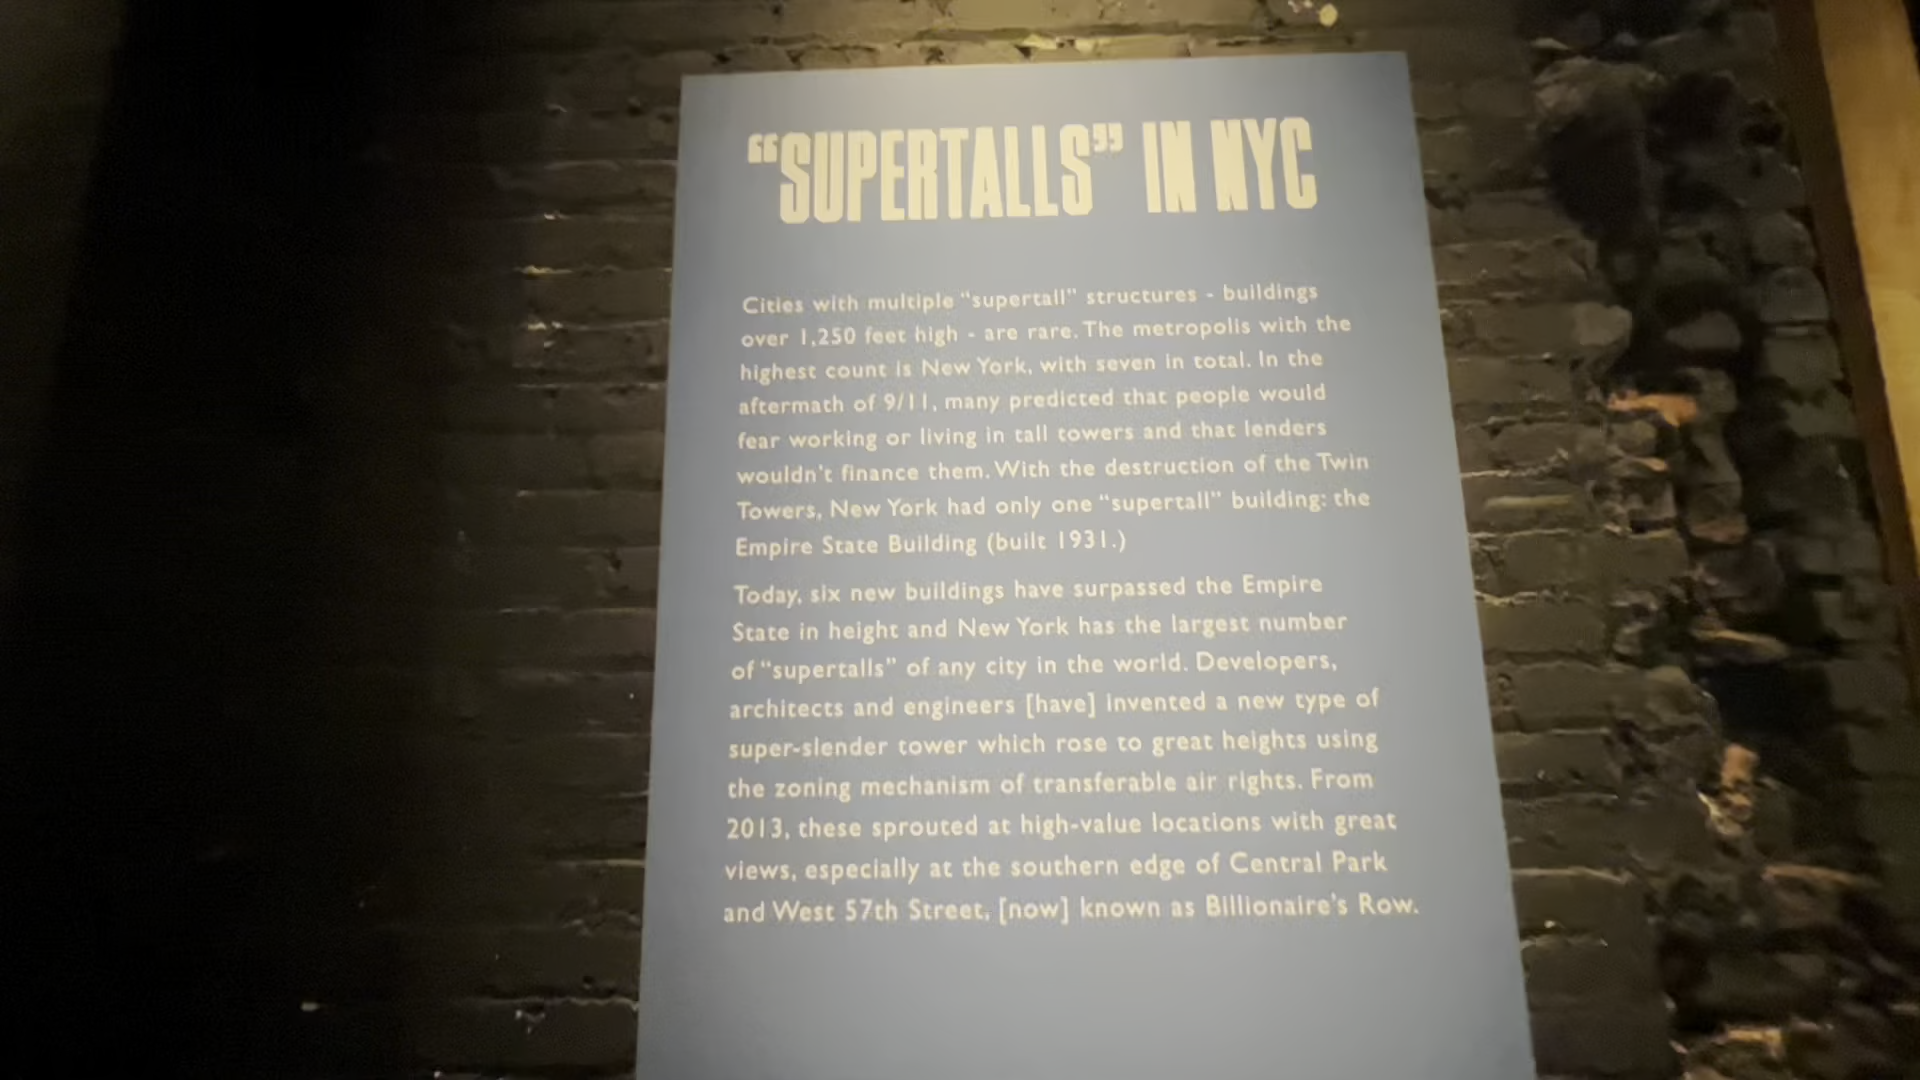 “SUPERTALLS” IN NYC
Cities with multiple “supertall” structures - buildings
over 1,250 feet high - are rare. The metropolis with the
highest count is New York, with seven in total. In the
aftermath of 9/11, many predicted that people would
fear working or living in tall towers and that lenders
wouldn’t finance them. With the destruction of the Twin
Towers, New York had only one “supertall” building: the
Empire State Building (built 1931.)
Today, six new buildings have surpassed the Empire
State in height and New York has the largest number
of “supertalls” of any city in the world. Developers,
architects and engineers [have] invented a new type of
super-slender tower which rose to great heights using
the zoning mechanism of transferable air rights. From
2013, these sprouted at high-value locations with great
views, especially at the southern edge of Central Park
and West 57th Street, [now] known as Billionaire’s Row.